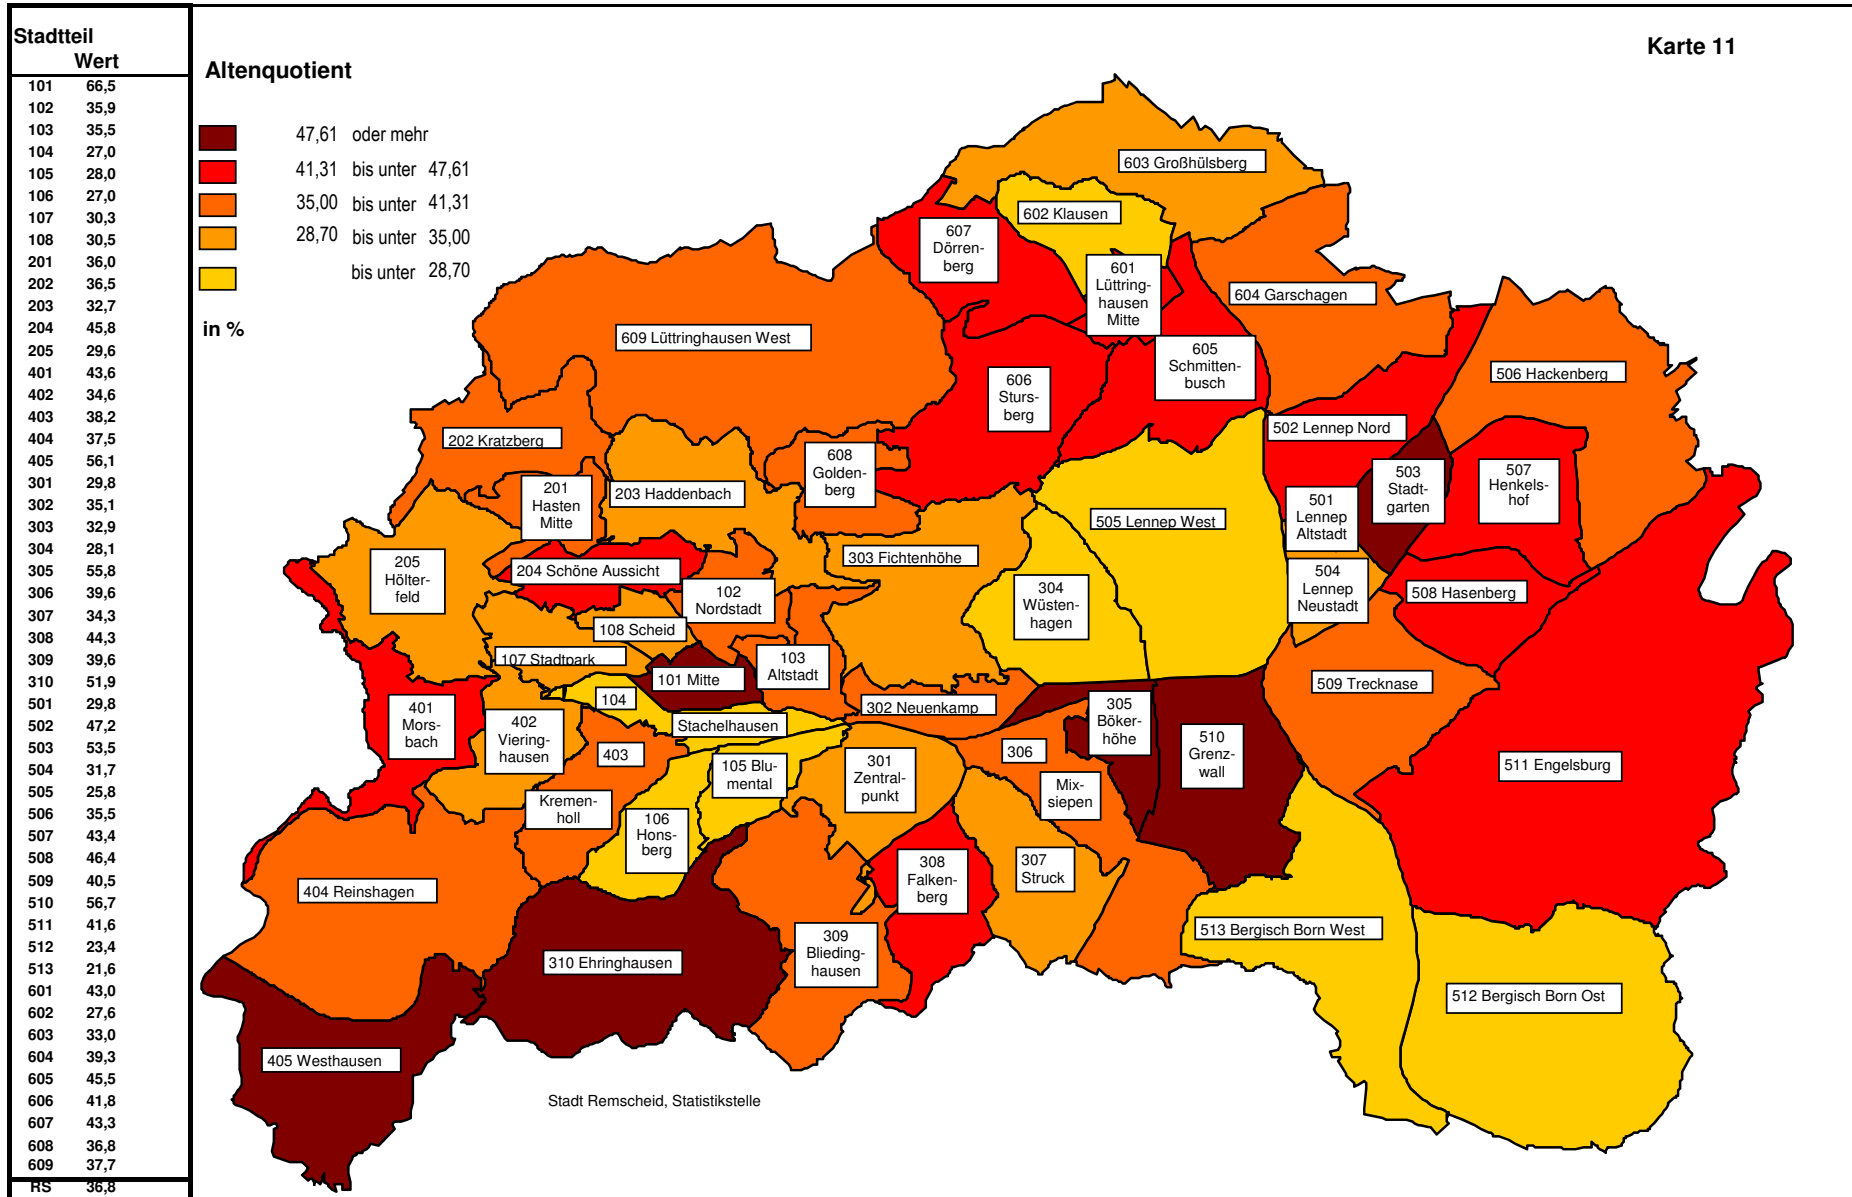 Stadtteil
Wert
101 66,5
102 35,9
103 35,5
104 27,0
105 28,0
106 27,0
107 30,3
108 30,5
201 36,0
202 36,5
203 32,7
204 45,8
205 29,6
401 43,6
402 34,6
403 38,2
404 37,5
405 56,1
301 29,8
302 35,1
303 32,9
304 28,1
305 55,8
306 39,6
307 34,3
308 44,3
309 39,6
310 51,9
501 29,8
502 47,2
503 53,5
504 31,7
505 25,8
506 35,5
507 43,4
508 46,4
509 40,5
510 56,7
511 41,6
512 23,4
513 21,6
601 43,0
602 27,6
603 33,0
604 39,3
605 45,5
606 41,8
607 43,3
608 36,8
609 37,7
RS 36,8
Karte 11
Altenquotient
47,61 oder mehr
41,31 bis unter 47,61
35,00 bis unter 41,31
28,70 bis unter 35,00
bis unter 28,70
in %
603 Großhülsberg
602 Klausen
607
Dörren-
berg
601
Lüttring-
hausen
Mitte
604 Garschagen
609 Lüttringhausen West
605
Schmitten-
busch
606
Sturs-
berg
506 Hackenberg
502 Lennep Nord
202 Kratzberg
608
Golden-
berg
503
Stadt-
garten
507
Henkels-
hof
201
Hasten
Mitte
203 Haddenbach
501
Lennep
Altstadt
505 Lennep West
303 Fichtenhöhe
205
Hölter-
feld
204 Schöne Aussicht
102
Nordstadt
304
Wüsten-
hagen
504
Lennep
Neustadt
508 Hasenberg
108 Scheid
107 Stadtpark
103
Altstadt
101 Mitte
509 Trecknase
104
Stachelhausen
302 Neuenkamp
305
Böker-
höhe
401
Mors-
bach
402
Viering-
hausen
403
Kremen-
holl
306
Mix-
siepen
510
Grenz-
wall
511 Engelsburg
105 Blu-
mental
301
Zentral-
punkt
106
Hons-
berg
308
Falken-
berg
307
Struck
404 Reinshagen
513 Bergisch Born West
309
Blieding-
hausen
310 Ehringhausen
512 Bergisch Born Ost
405 Westhausen
Stadt Remscheid, Statistikstelle